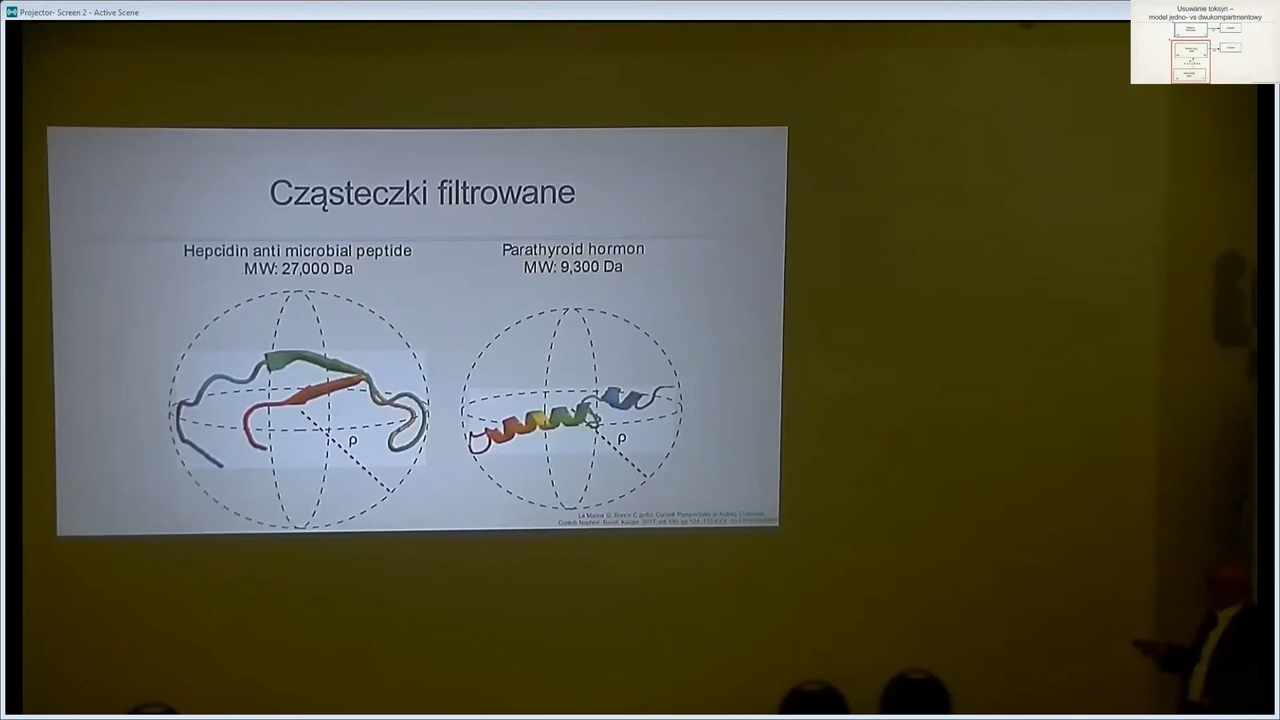 Projector- Screen 2 - Active Scene
Usuwanie toksyn –
model jedno- vs dwukompartmentowy
Cząsteczki filtrowane
Hepcidin anti microbial peptide
MW: 27,000 Da
Parathyroid hormon
MW: 9,300 Da
ρ
ρ